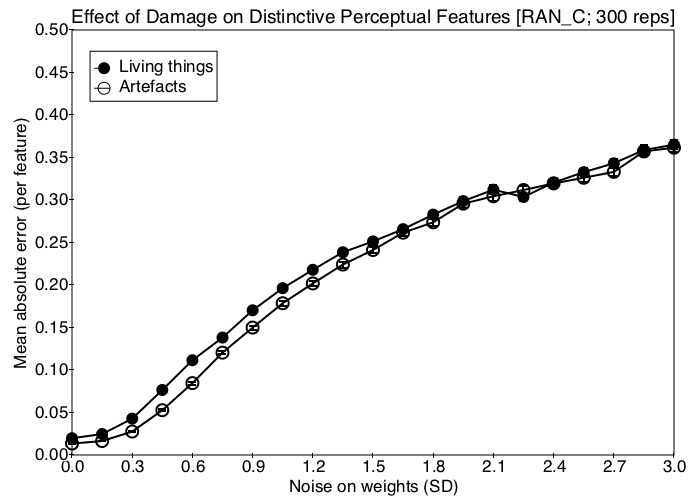 Effect of Damage on Distinctive Perceptual Features [RAN_C; 300 reps]
0.50
0.45
0.40
0.35
0.30
0.25
0.20
0.15
0.10
0.05
0.00
Mean absolute error (per feature)
Living things
Artefacts
0.0 0.3 0.6 0.9 1.2 1.5 1.8 2.1 2.4 2.7 3.0
Noise on weights (SD)